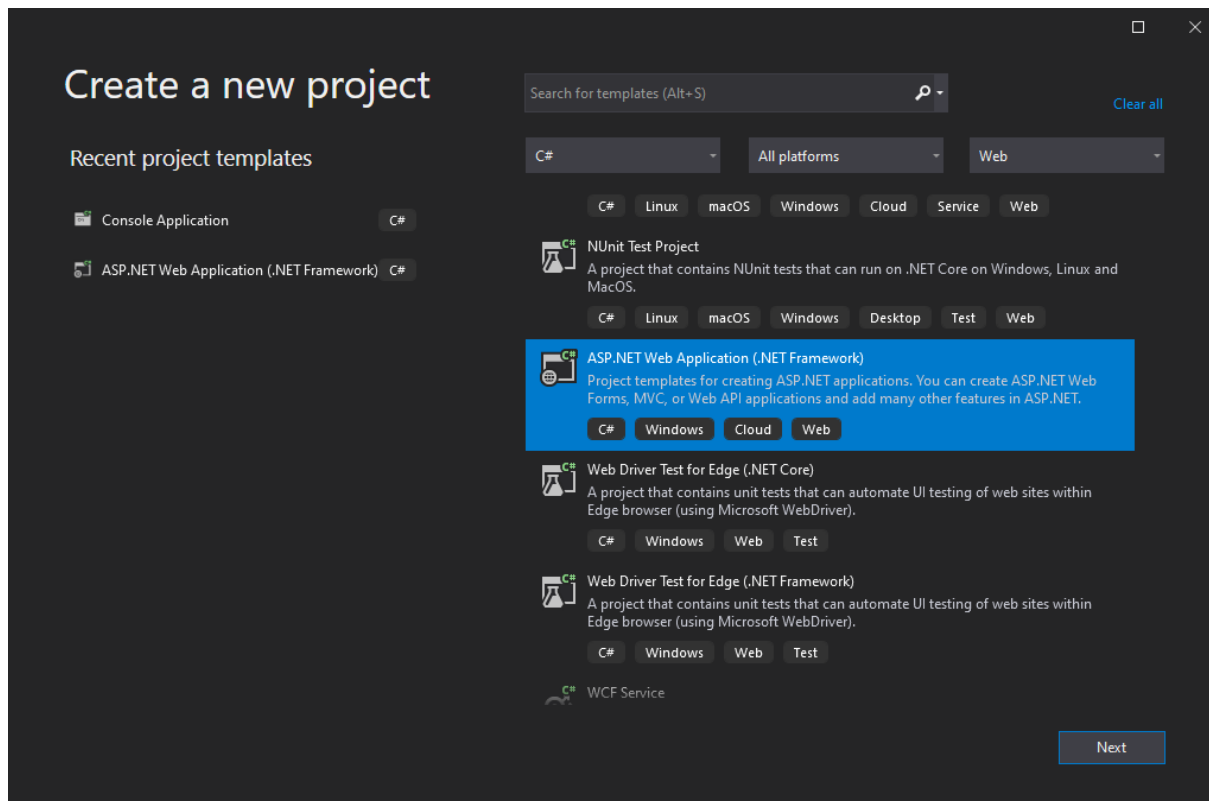 Create a new project
Search for templates (Alt+S)
Clear all
Recent project templates
C# All platforms Web
Console Application C#
ASP.NET Web Application (.NET Framework) C#
C# Linux macOS Windows Cloud Service Web
NUnit Test Project
A project that contains NUnit tests that can run on .NET Core on Windows, Linux and
MacOS.
C# Linux macOS Windows Desktop Test Web
ASP.NET Web Application (.NET Framework)
Project templates for creating ASP.NET applications. You can create ASP.NET Web
Forms, MVC, or Web API applications and add many other features in ASP.NET.
C# Windows Cloud Web
Web Driver Test for Edge (.NET Core)
A project that contains unit tests that can automate UI testing of web sites within
Edge browser (using Microsoft WebDriver).
C# Windows Web Test
Web Driver Test for Edge (.NET Framework)
A project that contains unit tests that can automate UI testing of web sites within
Edge browser (using Microsoft WebDriver).
C# Windows Web Test
WCF Service
Next